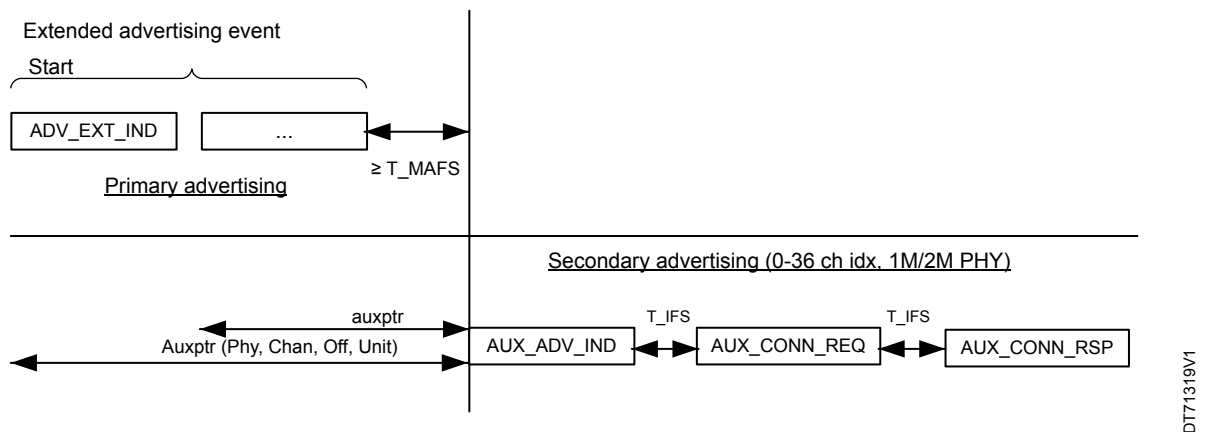 Extended advertising event
Start
ADV_EXT_IND
...
≥ T_MAFS
Primary advertising
Secondary advertising (0-36 ch idx, 1M/2M PHY)
auxptr
Auxptr (Phy, Chan, Off, Unit)
AUX_ADV_IND
T_IFS
AUX_CONN_REQ
T_IFS
AUX_CONN_RSP
DT71319V1